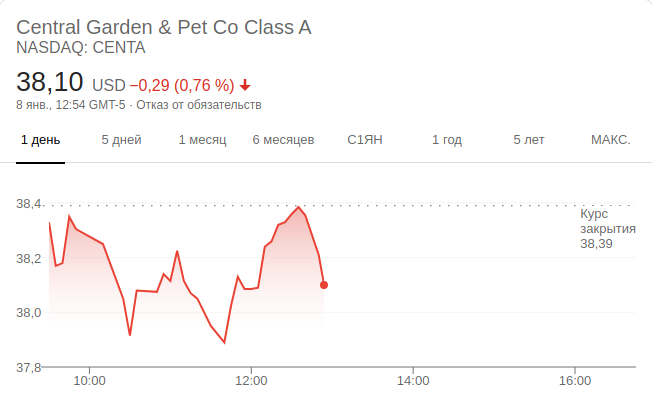 Central Garden & Pet Co Class A
NASDAQ: CENTA
38,10 USD −0,29 (0,76 %)
8 янв., 12:54 GMT-5 · Отказ от обязательств
1 день 5 дней 1 месяц 6 месяцев С1ЯН 1 год 5 лет МАКС.
38,4
Курс
закрытия
38,39
38,2
38,0
37,8
10:00 12:00 14:00 16:00